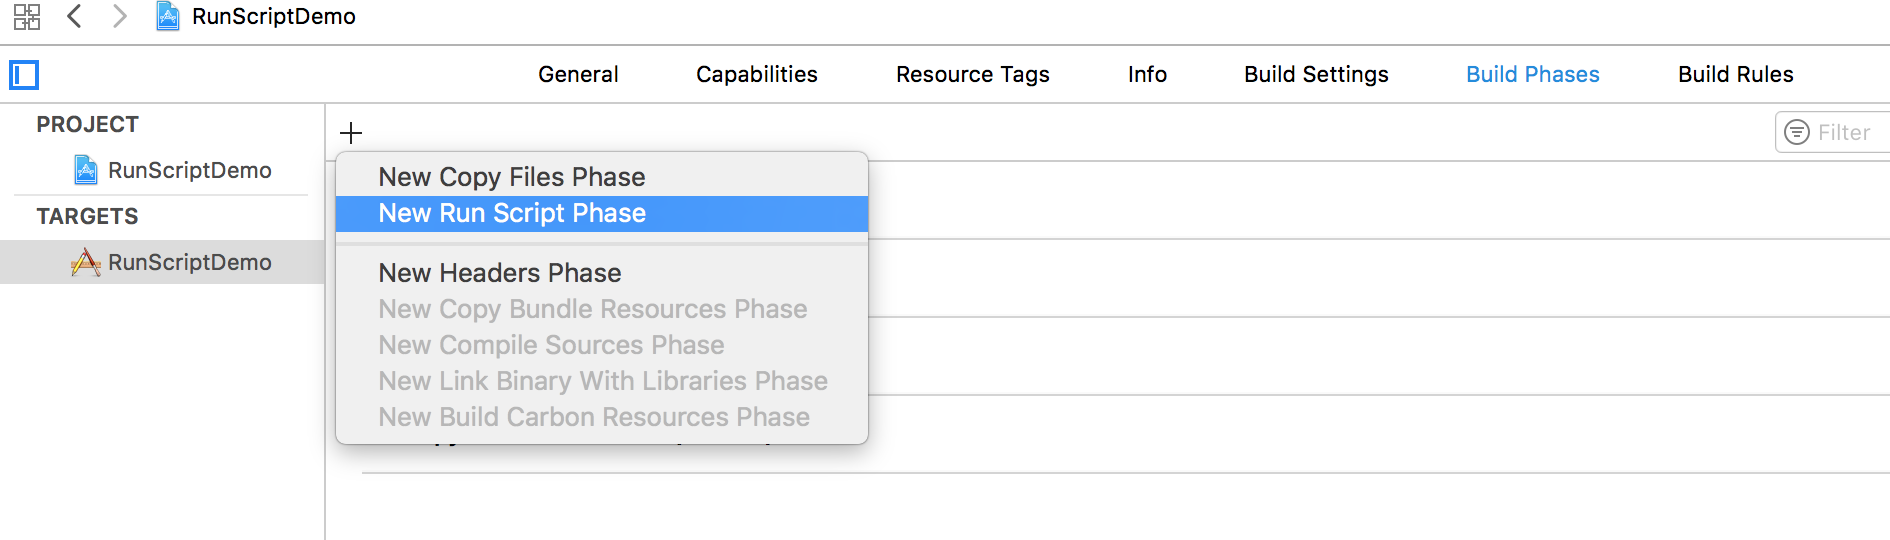 RunScriptDemo
General Capabilities Resource Tags Info Build Settings Build Phases Build Rules
PROJECT
RunScriptDemo
TARGETS
RunScriptDemo
Filter
New Copy Files Phase
New Run Script Phase
New Headers Phase
New Copy Bundle Resources Phase
New Compile Sources Phase
New Link Binary With Libraries Phase
New Build Carbon Resources Phase